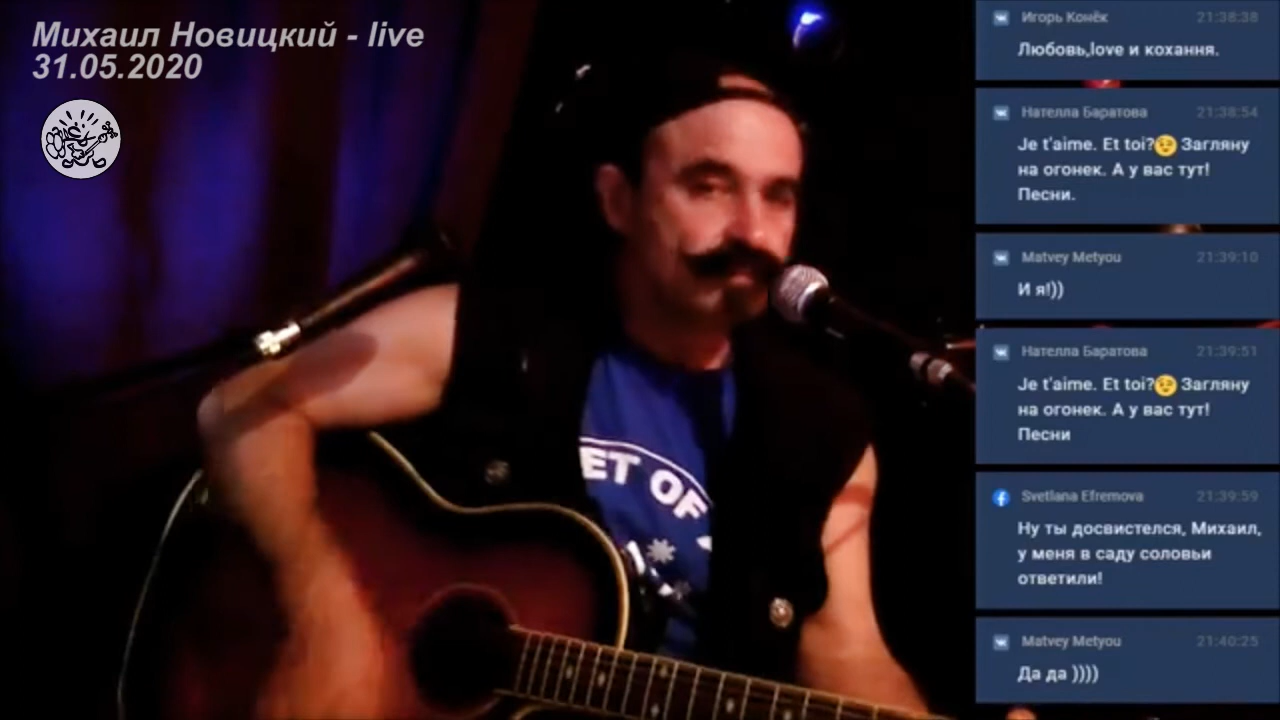 Михаил Новицкий - live
31.05.2020
ET OF
Игорь Конёк 21:38:38
Любовь,love и кохання.
Нателла Баратова 21:38:54
Je t'aime. Et toi?😉 Загляну
на огонек. А у вас тут!
Песни.
Matvey Metyou 21:39:10
И я!))
Нателла Баратова 21:39:51
Je t'aime. Et toi?😉 Загляну
на огонек. А у вас тут!
Песни
Svetlana Efremova 21:39:59
Ну ты досвистелся, Михаил,
у меня в саду соловьи
ответили!
Matvey Metyou 21:40:25
Да да ))))